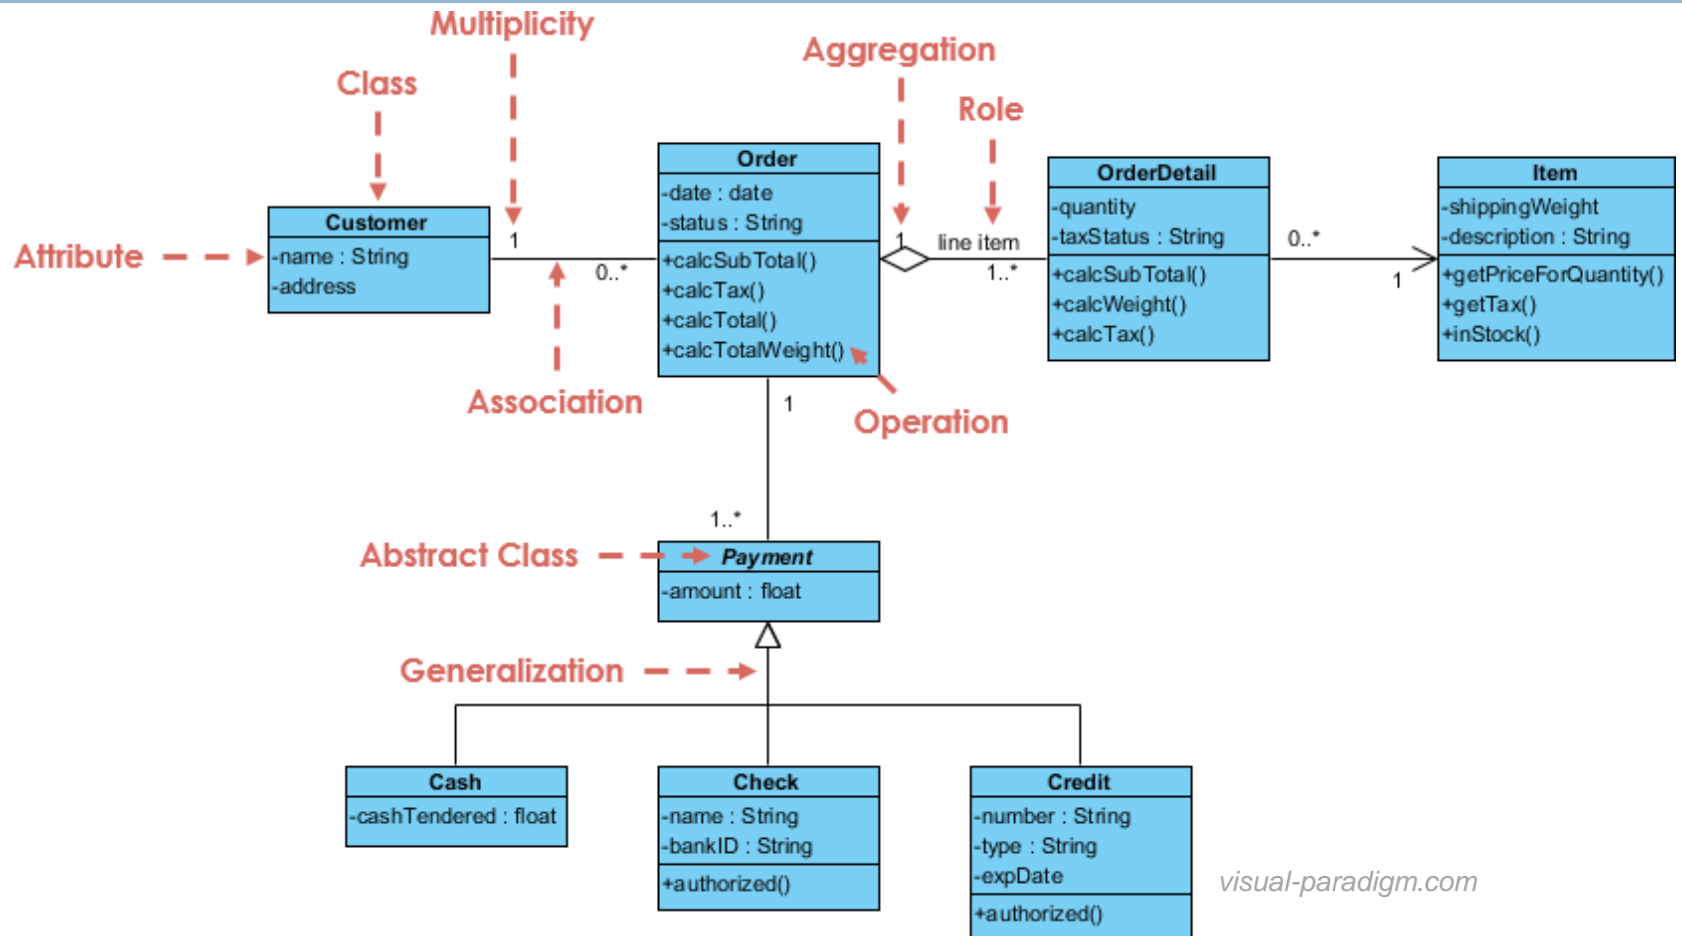 Multiplicity
Aggregation
Class
Role
Attribute
Customer
-name : String
-address
1
0..*
Association
Order
-date : date
-status : String
+calcSubTotal()
+calcTax()
+calcTotal()
+calcTotalWeight()
Operation
1
line item
1..*
OrderDetail
-quantity
-taxStatus : String
+calcSubTotal()
+calcWeight()
+calcTax()
0..*
1
Item
-shippingWeight
-description : String
+getPriceForQuantity()
+getTax()
+inStock()
1
1..*
Abstract Class
Payment
-amount : float
Generalization
Cash
-cashTendered : float
Check
-name : String
-bankID : String
+authorized()
Credit
-number : String
-type : String
-expDate
+authorized()
visual-paradigm.com